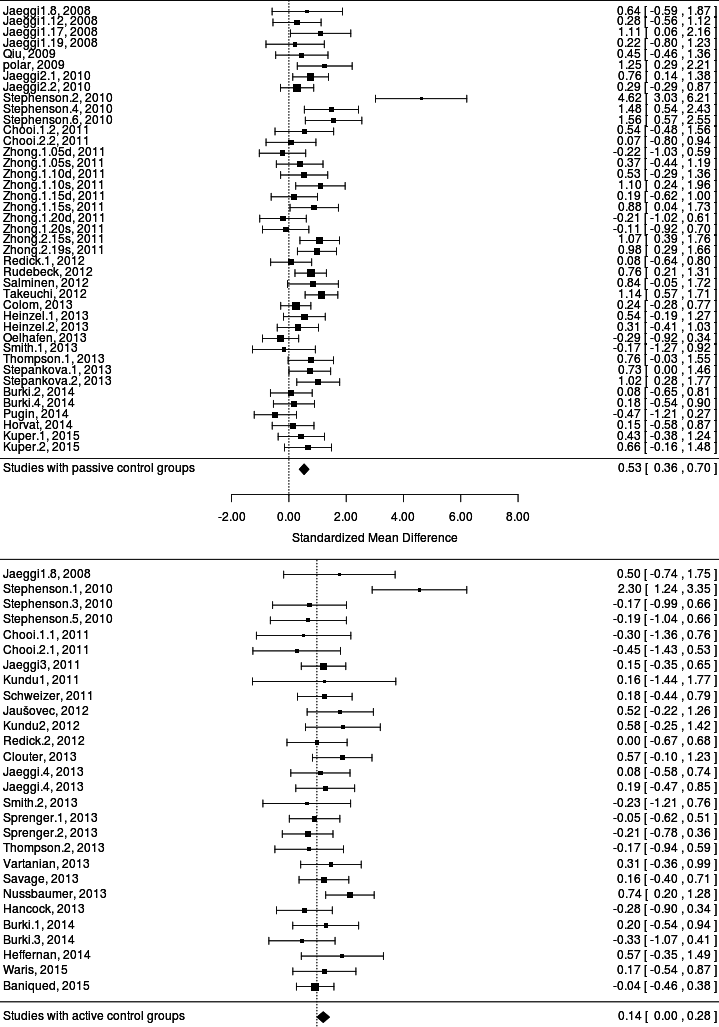 Jaeggi1.8, 2008 0.64 [ -0.59 , 1.87 ]
Jaeggi1.12, 2008 0.28 [ -0.56 , 1.12 ]
Jaeggi1.17, 2008 1.11 [ 0.06 , 2.16 ]
Jaeggi1.19, 2008 0.22 [ -0.80 , 1.23 ]
Qiu, 2009 0.45 [ -0.46 , 1.36 ]
polar, 2009 1.25 [ 0.29 , 2.21 ]
Jaeggi2.1, 2010 0.76 [ 0.14 , 1.38 ]
Jaeggi2.2, 2010 0.29 [ -0.29 , 0.87 ]
Stephenson.2, 2010 4.62 [ 3.03 , 6.21 ]
Stephenson.4, 2010 1.48 [ 0.54 , 2.43 ]
Stephenson.6, 2010 1.56 [ 0.57 , 2.55 ]
Chooi.1.2, 2011 0.54 [ -0.48 , 1.56 ]
Chooi.2.2, 2011 0.07 [ -0.80 , 0.94 ]
Zhong.1.05d, 2011 -0.22 [ -1.03 , 0.59 ]
Zhong.1.05s, 2011 0.37 [ -0.44 , 1.19 ]
Zhong.1.10d, 2011 0.53 [ -0.29 , 1.36 ]
Zhong.1.10s, 2011 1.10 [ 0.24 , 1.96 ]
Zhong.1.15d, 2011 0.19 [ -0.62 , 1.00 ]
Zhong.1.15s, 2011 0.88 [ 0.04 , 1.73 ]
Zhong.1.20d, 2011 -0.21 [ -1.02 , 0.61 ]
Zhong.1.20s, 2011 -0.11 [ -0.92 , 0.70 ]
Zhong.2.15s, 2011 1.07 [ 0.39 , 1.76 ]
Zhong.2.19s, 2011 0.98 [ 0.29 , 1.66 ]
Redick.1, 2012 0.08 [ -0.64 , 0.80 ]
Rudebeck, 2012 0.76 [ 0.21 , 1.31 ]
Salminen, 2012 0.84 [ -0.05 , 1.72 ]
Takeuchi, 2012 1.14 [ 0.57 , 1.71 ]
Colom, 2013 0.24 [ -0.28 , 0.77 ]
Heinzel.1, 2013 0.54 [ -0.19 , 1.27 ]
Heinzel.2, 2013 0.31 [ -0.41 , 1.03 ]
Oelhafen, 2013 -0.29 [ -0.92 , 0.34 ]
Smith.1, 2013 -0.17 [ -1.27 , 0.92 ]
Thompson.1, 2013 0.76 [ -0.03 , 1.55 ]
Stepankova.1, 2013 0.73 [ 0.00 , 1.46 ]
Stepankova.2, 2013 1.02 [ 0.28 , 1.77 ]
Burki.2, 2014 0.08 [ -0.65 , 0.81 ]
Burki.4, 2014 0.18 [ -0.54 , 0.90 ]
Pugin, 2014 -0.47 [ -1.21 , 0.27 ]
Horvat, 2014 0.15 [ -0.58 , 0.87 ]
Kuper.1, 2015 0.43 [ -0.38 , 1.24 ]
Kuper.2, 2015 0.66 [ -0.16 , 1.48 ]
Studies with passive control groups 0.53 [ 0.36 , 0.70 ]
-2.00 0.00 2.00 4.00 6.00 8.00
Standardized Mean Difference
Jaeggi1.8, 2008 0.50 [ -0.74 , 1.75 ]
Stephenson.1, 2010 2.30 [ 1.24 , 3.35 ]
Stephenson.3, 2010 -0.17 [ -0.99 , 0.66 ]
Stephenson.5, 2010 -0.19 [ -1.04 , 0.66 ]
Chooi.1.1, 2011 -0.30 [ -1.36 , 0.76 ]
Chooi.2.1, 2011 -0.45 [ -1.43 , 0.53 ]
Jaeggi3, 2011 0.15 [ -0.35 , 0.65 ]
Kundu1, 2011 0.16 [ -1.44 , 1.77 ]
Schweizer, 2011 0.18 [ -0.44 , 0.79 ]
Jaušovec, 2012 0.52 [ -0.22 , 1.26 ]
Kundu2, 2012 0.58 [ -0.25 , 1.42 ]
Redick.2, 2012 0.00 [ -0.67 , 0.68 ]
Clouter, 2013 0.57 [ -0.10 , 1.23 ]
Jaeggi.4, 2013 0.08 [ -0.58 , 0.74 ]
Jaeggi.4, 2013 0.19 [ -0.47 , 0.85 ]
Smith.2, 2013 -0.23 [ -1.21 , 0.76 ]
Sprenger.1, 2013 -0.05 [ -0.62 , 0.51 ]
Sprenger.2, 2013 -0.21 [ -0.78 , 0.36 ]
Thompson.2, 2013 -0.17 [ -0.94 , 0.59 ]
Vartanian, 2013 0.31 [ -0.36 , 0.99 ]
Savage, 2013 0.16 [ -0.40 , 0.71 ]
Nussbaumer, 2013 0.74 [ 0.20 , 1.28 ]
Hancock, 2013 -0.28 [ -0.90 , 0.34 ]
Burki.1, 2014 0.20 [ -0.54 , 0.94 ]
Burki.3, 2014 -0.33 [ -1.07 , 0.41 ]
Heffernan, 2014 0.57 [ -0.35 , 1.49 ]
Waris, 2015 0.17 [ -0.54 , 0.87 ]
Baniqued, 2015 -0.04 [ -0.46 , 0.38 ]
Studies with active control groups 0.14 [ 0.00 , 0.28 ]